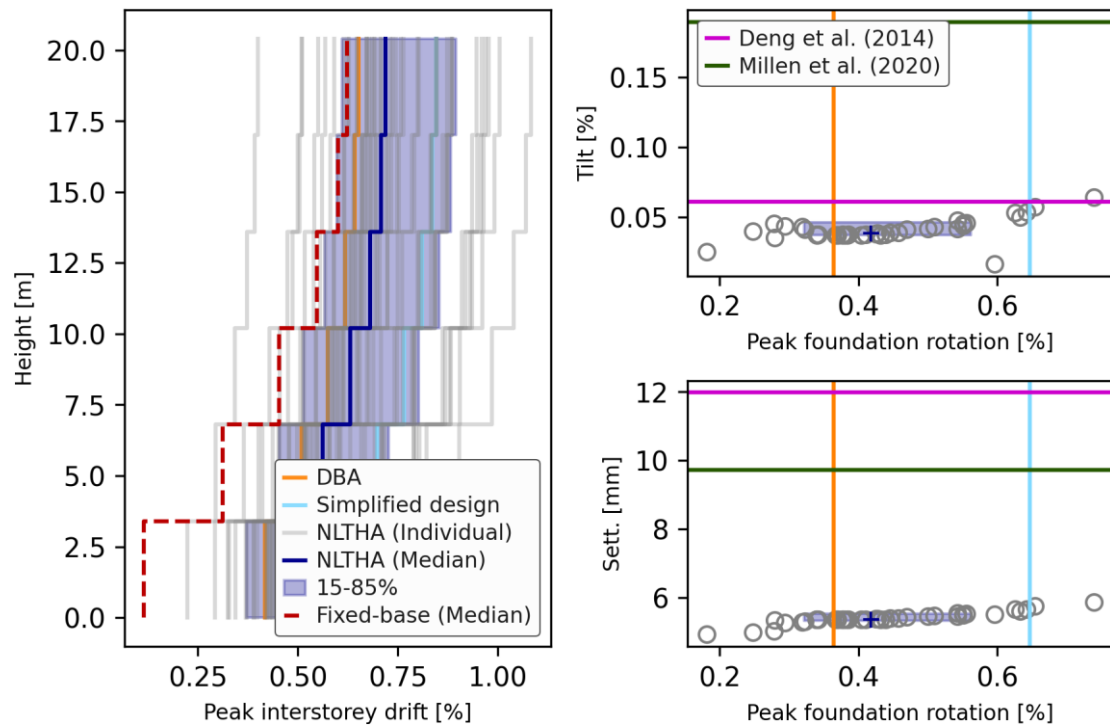 20.0
17.5
15.0
12.5
10.0
7.5
5.0
2.5
0.0
Height [m]
0.25
0.50
0.75
1.00
Peak interstorey drift [%]
DBA
Simplified design
NLTHA (Individual)
NLTHA (Median)
15-85%
Fixed-base (Median)
Deng et al. (2014)
Millen et al. (2020)
0.15
0.10
0.05
Tilt [%]
0.2
0.4
0.6
Peak foundation rotation [%]
12
10
8
6
Sett. [mm]
0.2
0.4
0.6
Peak foundation rotation [%]